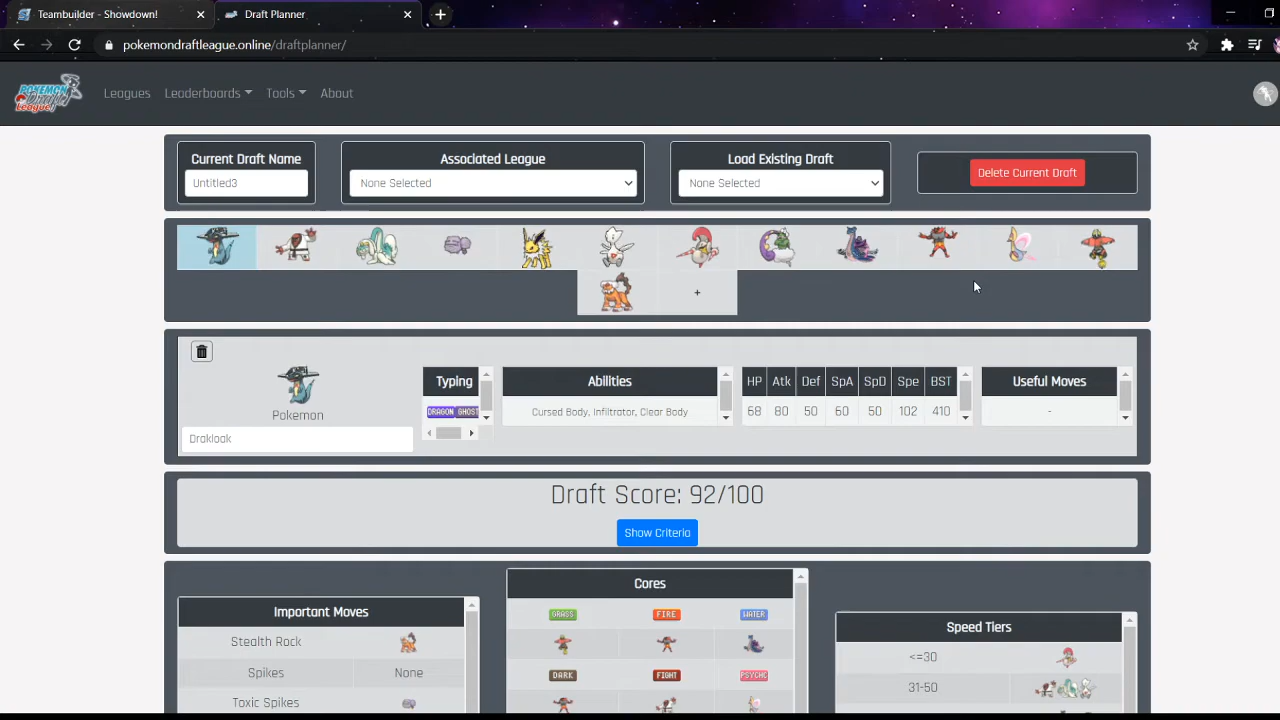 Teambuilder - Showdown!
Draft Planner
pokemondraftleague.online/draftplanner/
POKEMON
Draft
League!
Leagues
Leaderboards
Tools
About
Current Draft Name
Associated League
Load Existing Draft
Delete Current Draft
Untitled3
None Selected
None Selected
+
Typing
Abilities
HP Atk Def SpA SpD Spe BST
Useful Moves
DRAGON GHOST
Cursed Body, Infiltrator, Clear Body
68 80 50 60 50 102 410
-
Pokemon
Drakloak
Draft Score: 92/100
Show Criteria
Important Moves
Stealth Rock
Spikes None
Toxic Spikes
Cores
GRASS FIRE WATER
DARK FIGHT PSYCHC
Speed Tiers
<=30
31-50